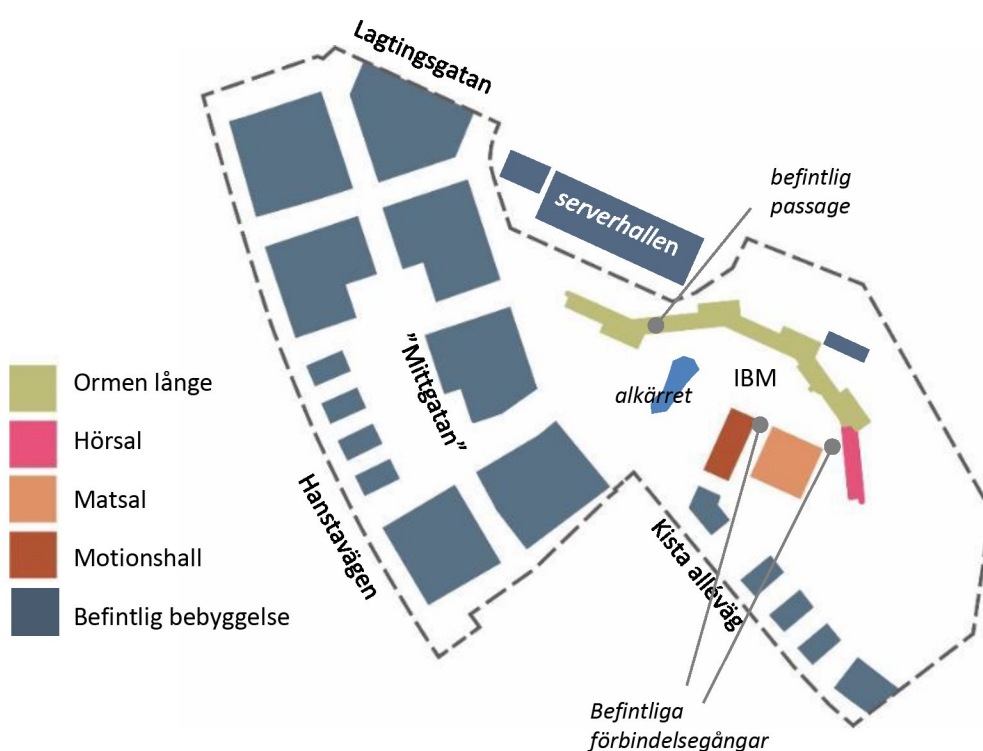 Lagtingsgatan
befintlig
passage
serverhallen
Ormen långe
Hörsal
Matsal
Motionshall
Befintlig bebyggelse
"Mittgatan"
IBM
alkärret
Hanstavägen
Kista alléväg
Befintliga
förbindelsegångar